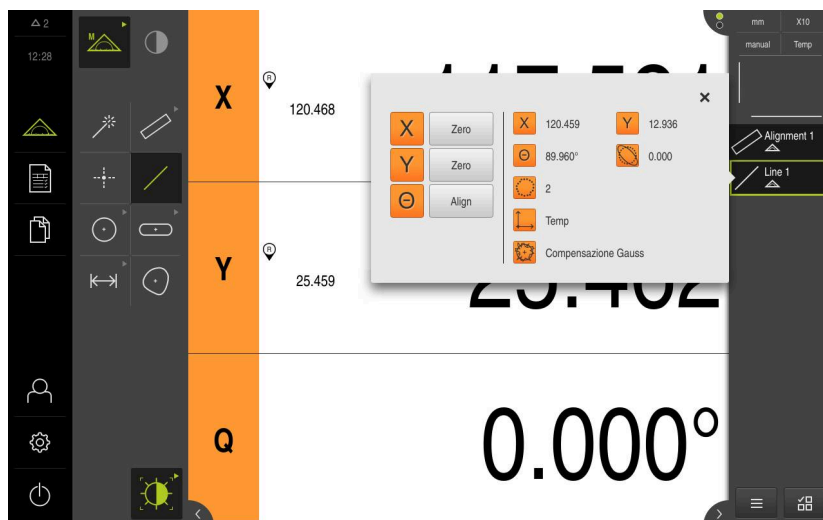 2
12:28
M
X
R
120.468
Y
R
25.459
Q
0.000°
X
Zero
Y
Zero
Θ
Align
X
120.459
Y
12.936
Θ
89.960°
0.000
2
Temp
Compensazione Gauss
mm
X10
manual
Temp
Alignment 1
Line 1